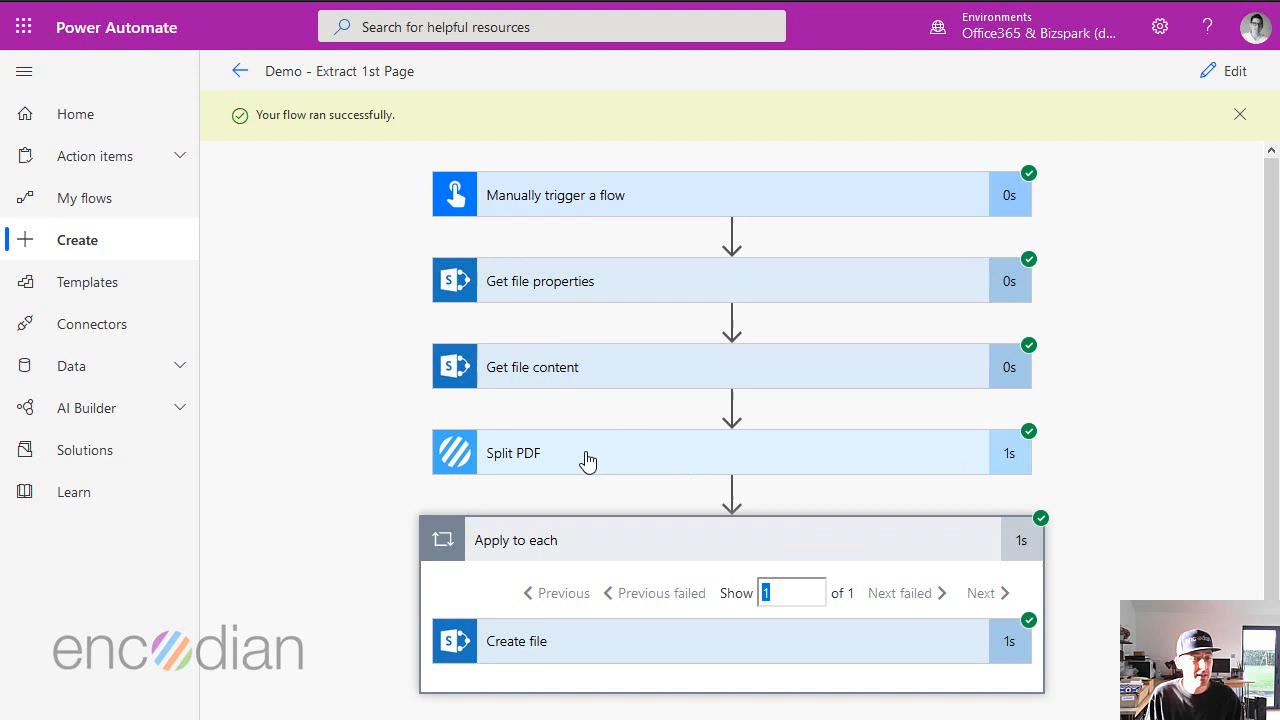 Power Automate
Search for helpful resources
Environments
Office365 & Bizspark (d...
Demo - Extract 1st Page
Edit
Your flow ran successfully.
Home
Action items
My flows
Create
Templates
Connectors
Data
AI Builder
Solutions
Learn
Manually trigger a flow
0s
Get file properties
0s
Get file content
0s
Split PDF
1s
Apply to each
1s
Previous
Previous failed
Show
1
of 1
Next failed
Next
Create file
1s
encodian